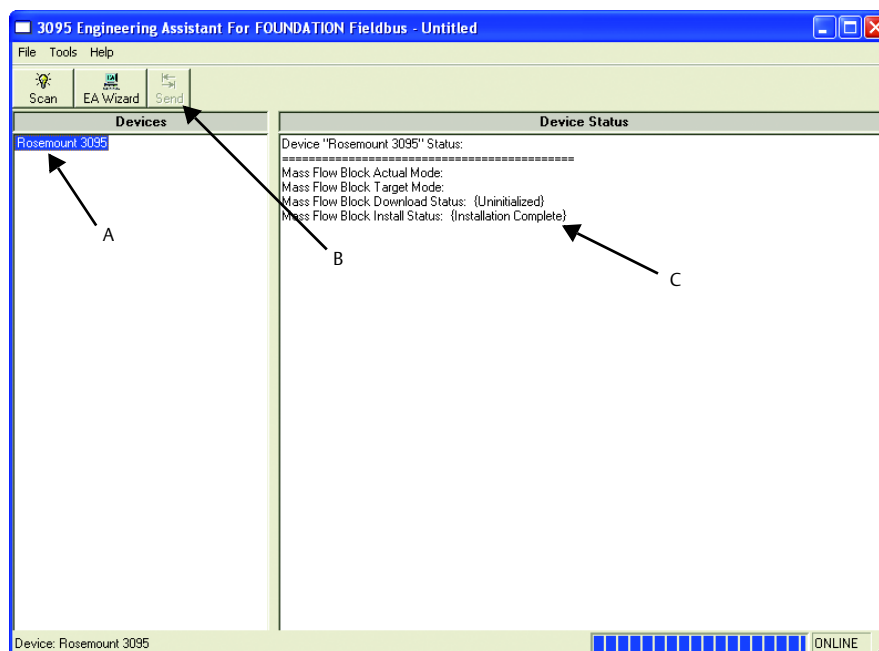 3095 Engineering Assistant For FOUNDATION Fieldbus - Untitled
File Tools Help
Scan EA Wizard Send
Devices Device Status
Rosemount 3095
Device "Rosemount 3095" Status:
============================================
Mass Flow Block Actual Mode:
Mass Flow Block Target Mode:
Mass Flow Block Download Status: {Uninitialized}
Mass Flow Block Install Status: {Installation Complete}
A
B
C
Device: Rosemount 3095 ONLINE